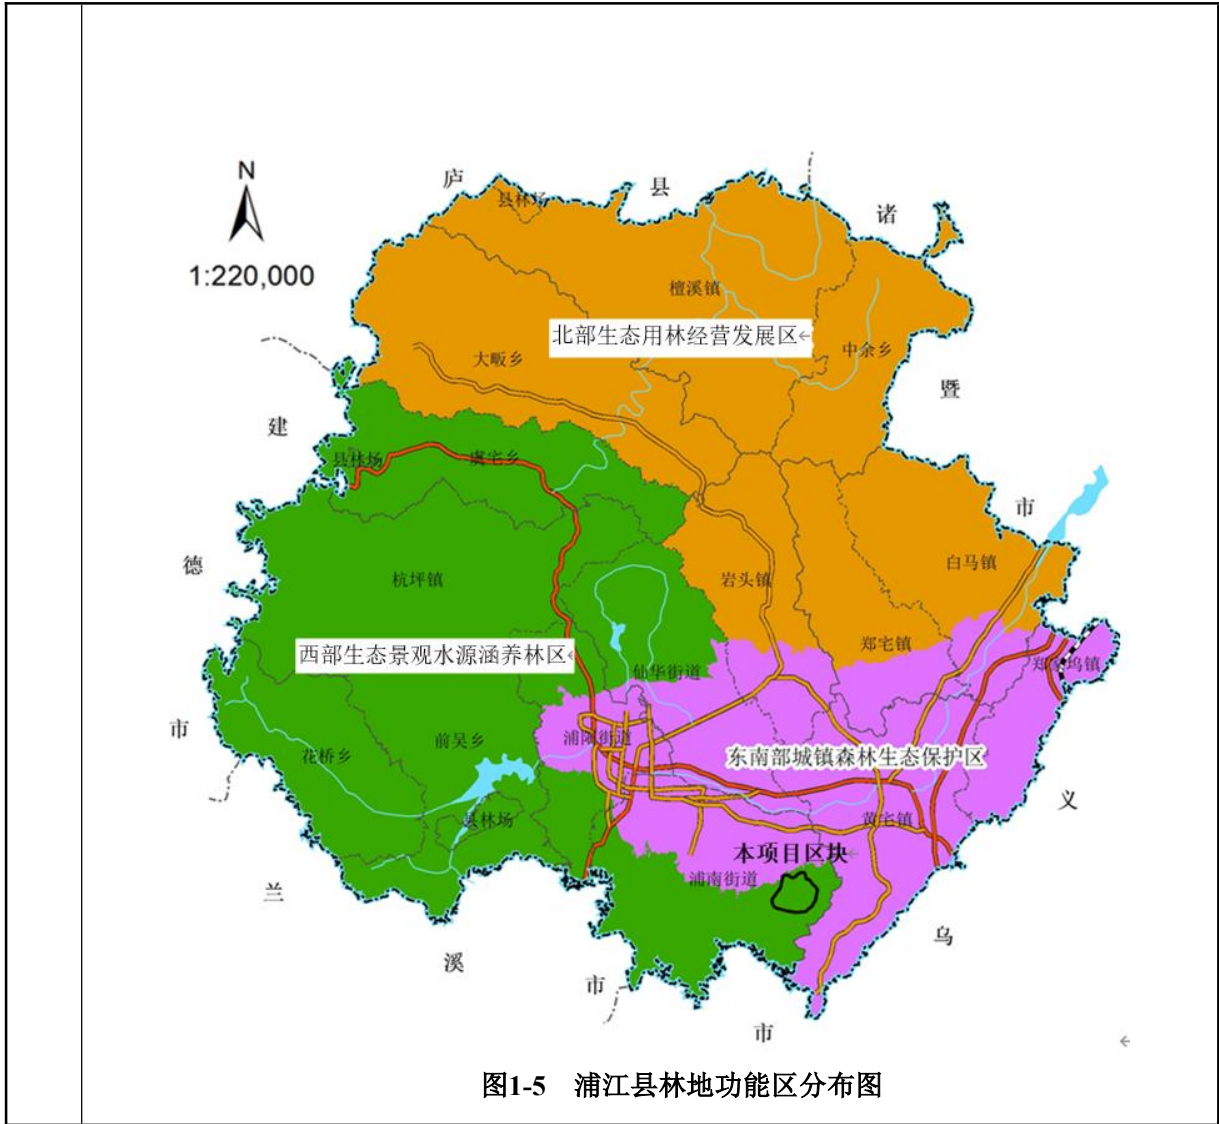 N
1:220,000
庐
县
诸
县林场
檀溪镇
北部生态用林经营发展区
中余乡
大畈乡
暨
建
县林场
虞宅乡
市
德
杭坪镇
岩头镇
白马镇
郑宅镇
西部生态景观水源涵养林区
仙华街道
郑家坞镇
市
花桥乡
前吴乡
浦阳街道
东南部城镇森林生态保护区
义
县林场
黄宅镇
本项目区块
浦南街道
兰
乌
溪
市
市
图1-5 浦江县林地功能区分布图